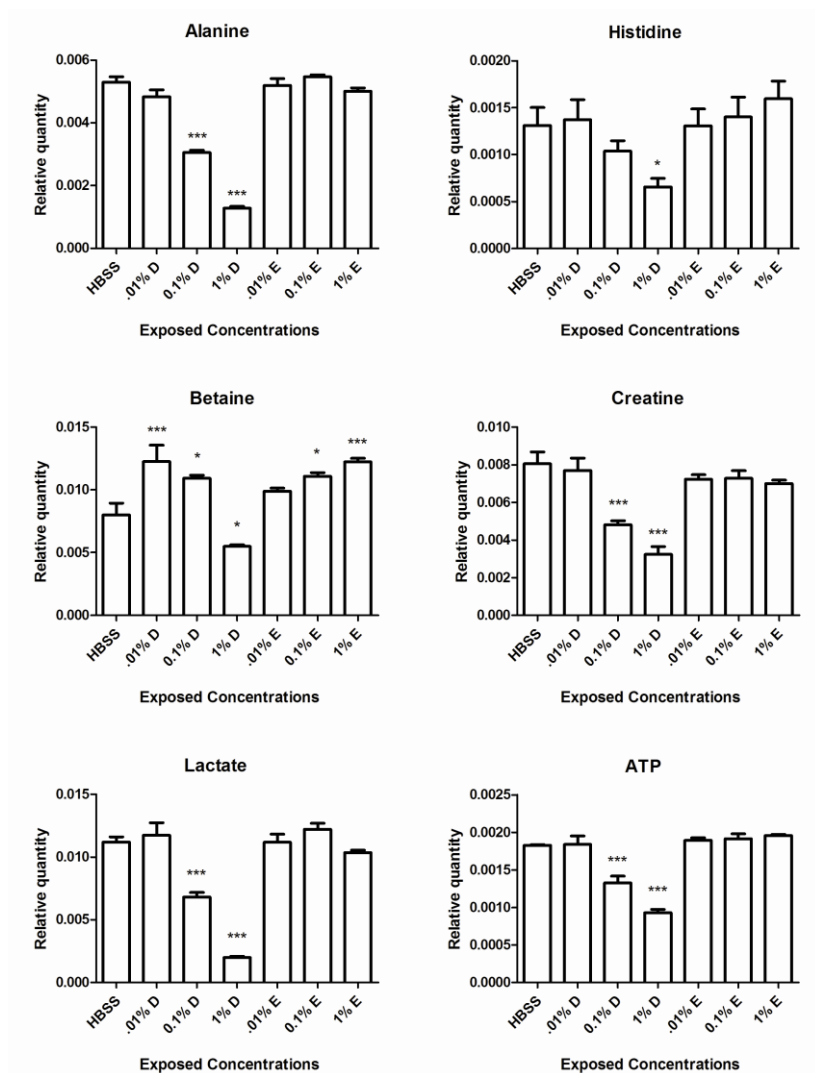 Alanine
Relative quantity
0.006
0.004
0.002
0.000
***
***
HBSS
.01% D
0.1% D
1% D
.01% E
0.1% E
1% E
Exposed Concentrations
Histidine
Relative quantity
0.0020
0.0015
0.0010
0.0005
0.0000
*
HBSS
.01% D
0.1% D
1% D
.01% E
0.1% E
1% E
Exposed Concentrations
Betaine
Relative quantity
0.015
0.010
0.005
0.000
***
*
*
*
***
HBSS
.01% D
0.1% D
1% D
.01% E
0.1% E
1% E
Exposed Concentrations
Creatine
Relative quantity
0.010
0.008
0.006
0.004
0.002
0.000
***
***
HBSS
.01% D
0.1% D
1% D
.01% E
0.1% E
1% E
Exposed Concentrations
Lactate
Relative quantity
0.015
0.010
0.005
0.000
***
***
HBSS
.01% D
0.1% D
1% D
.01% E
0.1% E
1% E
Exposed Concentrations
ATP
Relative quantity
0.0025
0.0020
0.0015
0.0010
0.0005
0.0000
***
***
HBSS
.01% D
0.1% D
1% D
.01% E
0.1% E
1% E
Exposed Concentrations